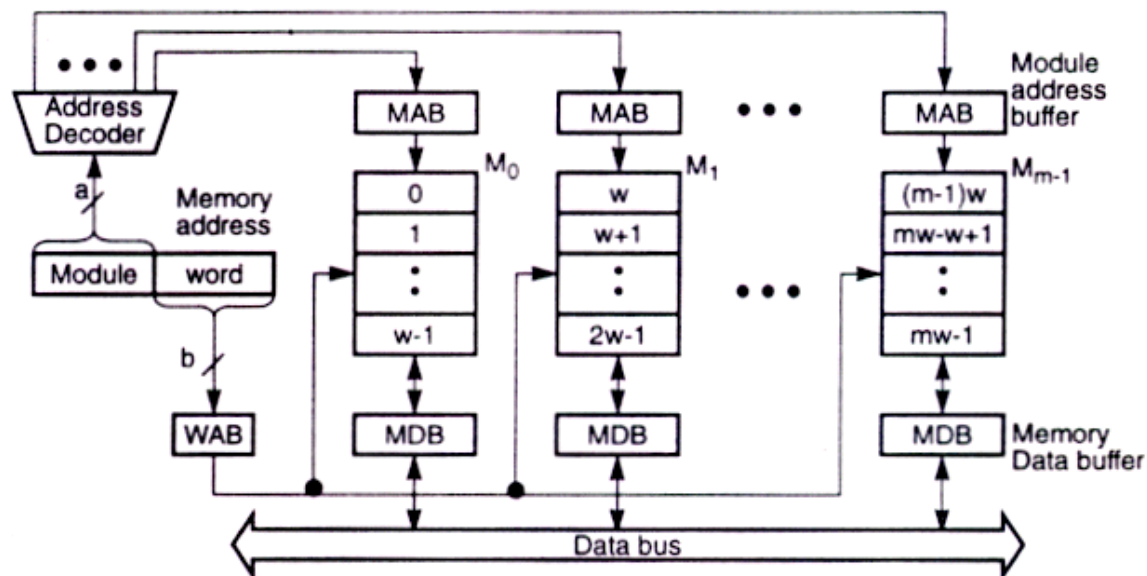 Address
Decoder
a
Memory
address
Module word
b
WAB
MAB MAB MAB
Module
address
buffer
M0 M1 Mm-1
0 w (m-1)w
1 w+1 mw-w+1
w-1 2w-1 mw-1
MDB MDB MDB
Memory
Data buffer
Data bus